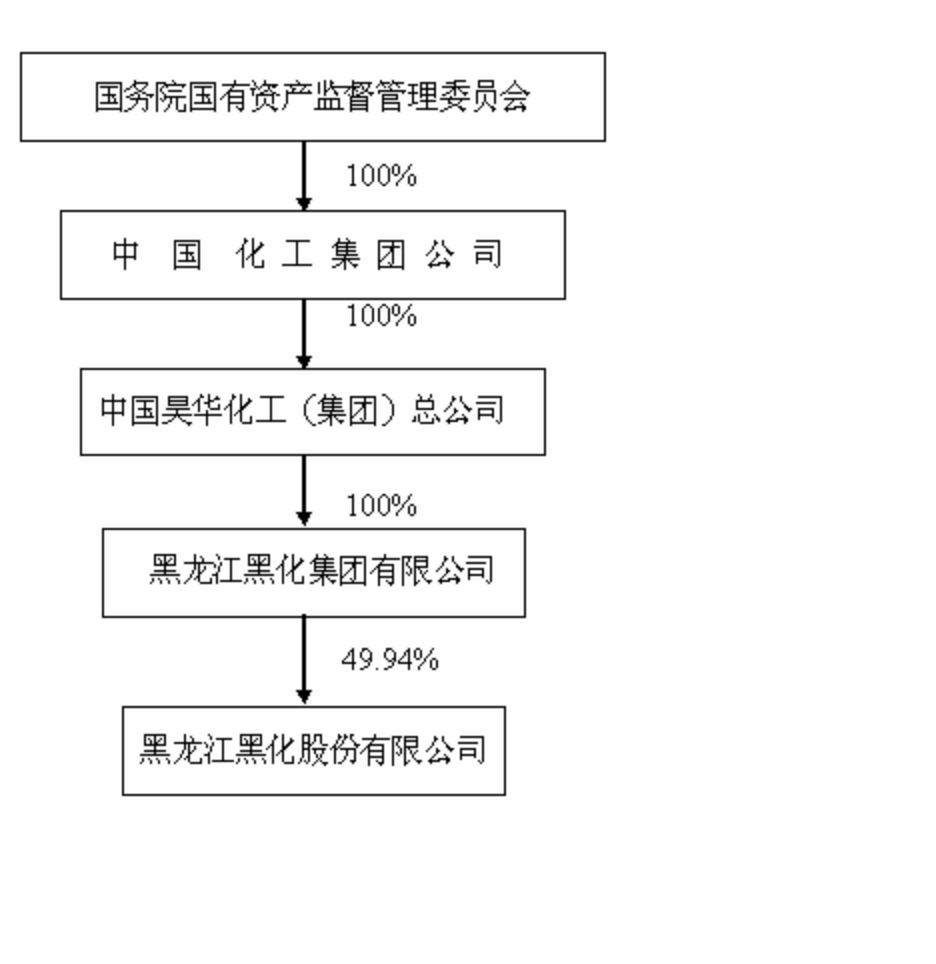 国务院国有资产监督管理委员会
100%
中 国 化 工 集 团 公 司
100%
中国昊华化工（集团）总公司
100%
黑龙江黑化集团有限公司
49.94%
黑龙江黑化股份有限公司